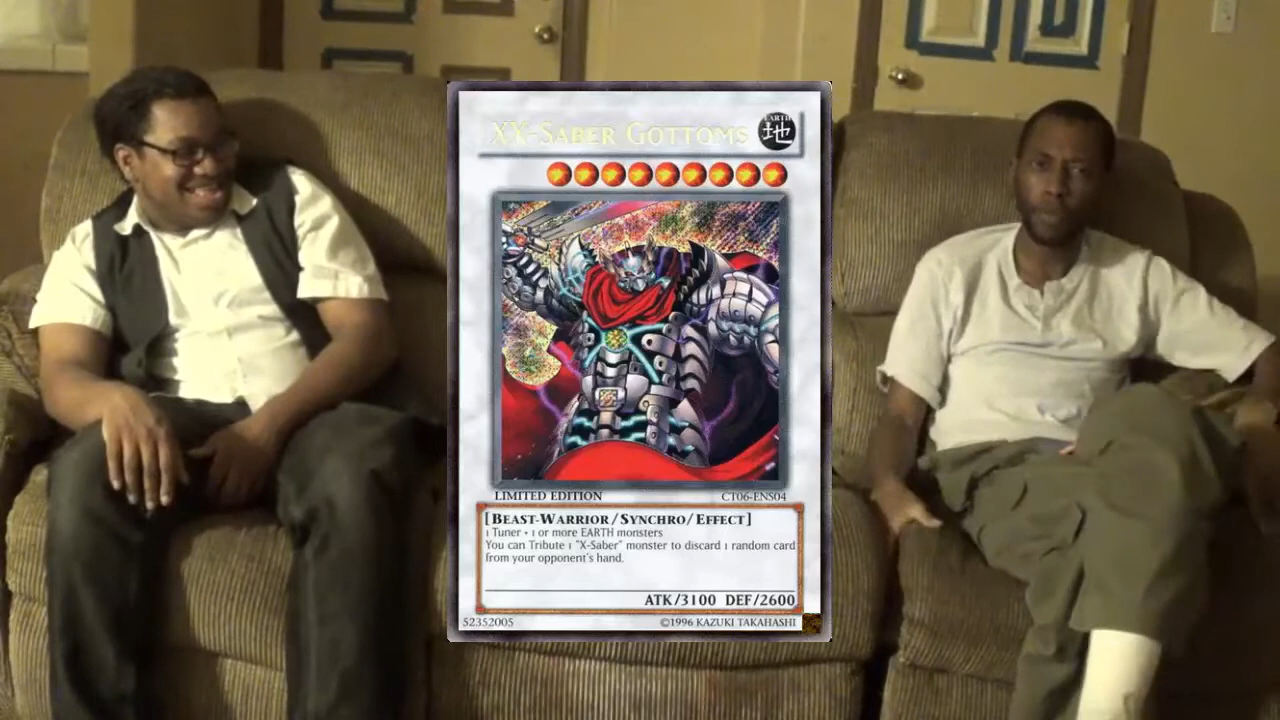 XX-Saber Gottoms
EARTH
地
LIMITED EDITION CT06-ENS04
[Beast-Warrior/Synchro/Effect]
1 Tuner + 1 or more EARTH monsters
You can Tribute 1 "X-Saber" monster to discard 1 random card
from your opponent's hand.
ATK/3100 DEF/2600
52352005 ©1996 KAZUKI TAKAHASHI